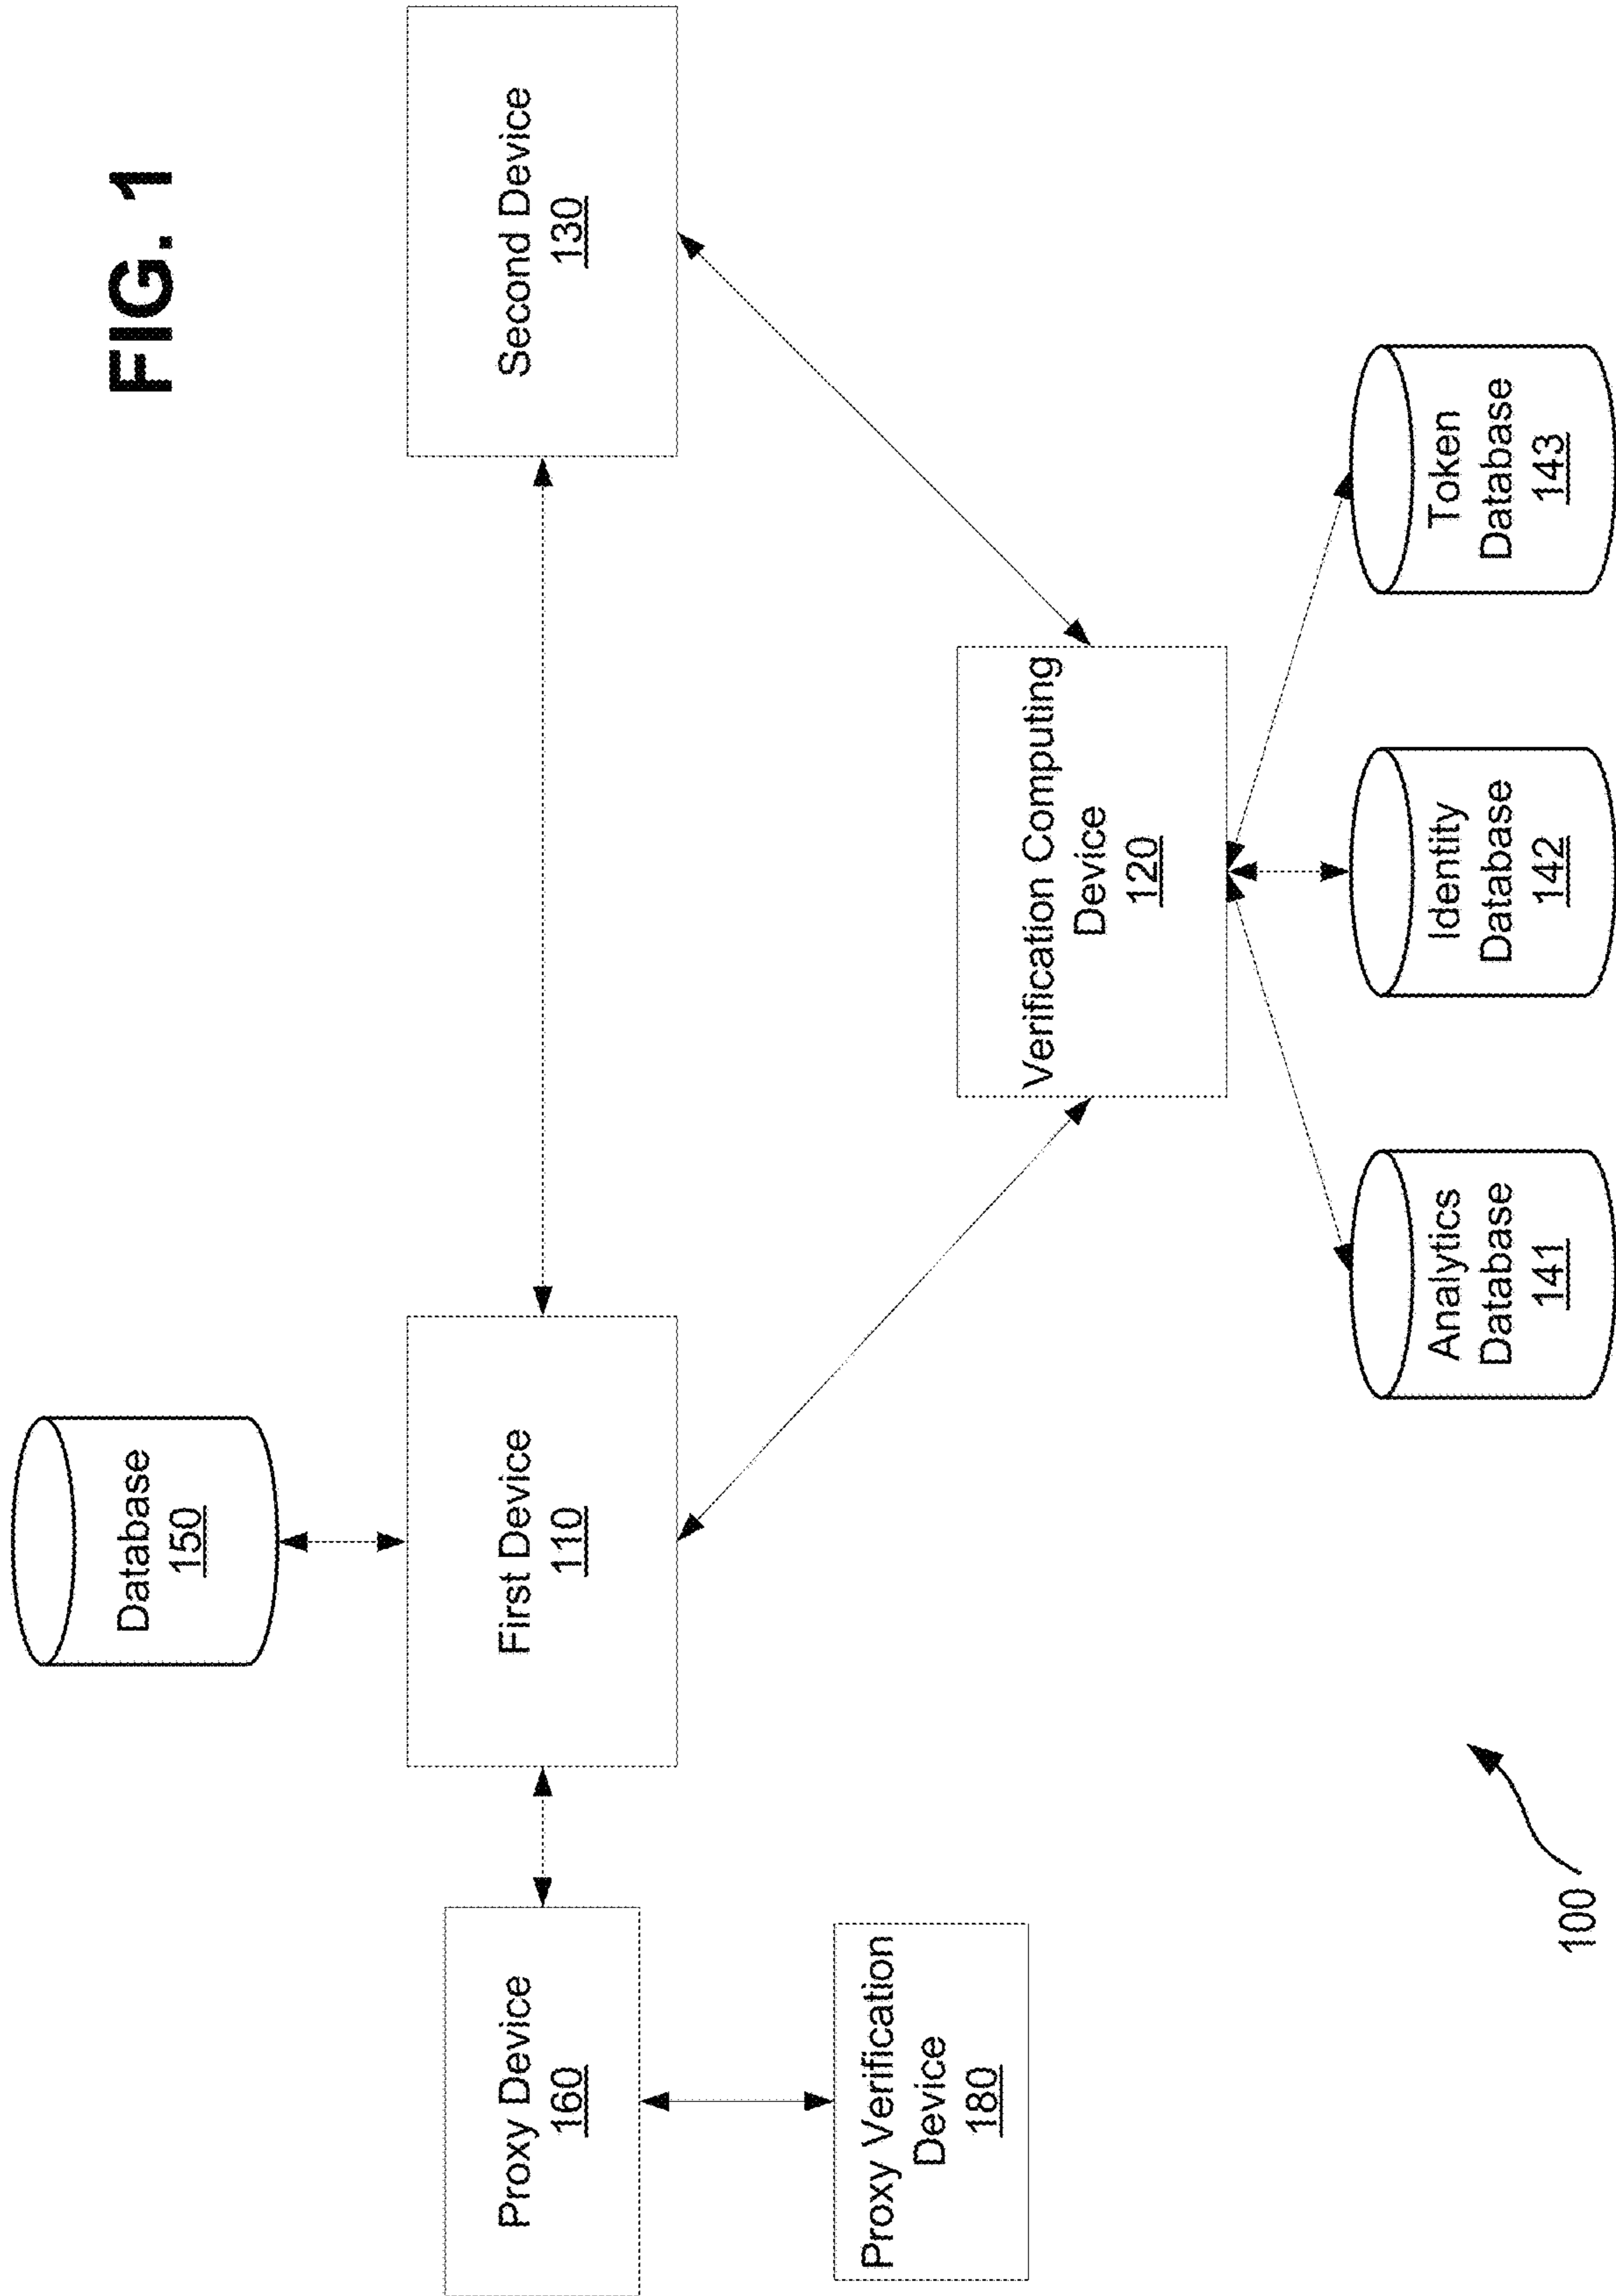 FIG. 1
Database
150
Proxy Device
160
First Device
110
Second Device
130
Proxy Verification
Device
180
Verification Computing
Device
120
Analytics
Database
141
Identity
Database
142
Token
Database
143
100